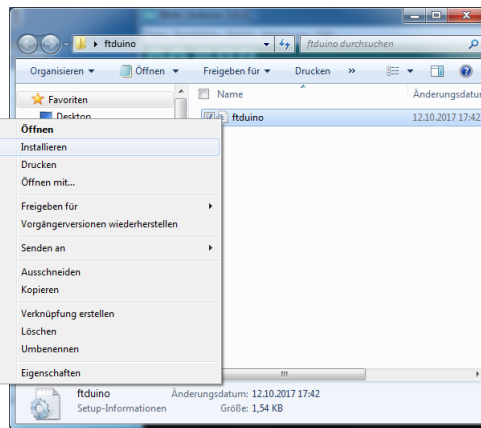 ftduino
ftduino durchsuchen
Organisieren
Öffnen
Freigeben für
Drucken
»
Favoriten
Desktop
Name
Änderungsdatu
ftduino
12.10.2017 17:42
Öffnen
Installieren
Drucken
Öffnen mit...
Freigeben für
Vorgängerversionen wiederherstellen
Senden an
Ausschneiden
Kopieren
Verknüpfung erstellen
Löschen
Umbenennen
Eigenschaften
ftduino Änderungsdatum: 12.10.2017 17:42
Setup-Informationen Größe: 1,54 KB